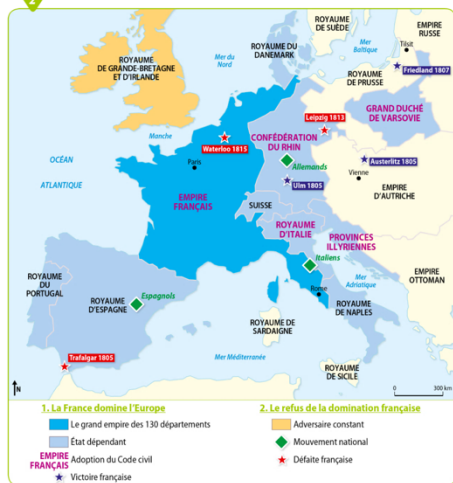 2
ROYAUME
DE SUÈDE
EMPIRE
RUSSE
ROYAUME DU
DANEMARK
Mer
Baltique
Tilsit
Mer du
Nord
Friedland 1807
ROYAUME
DE GRANDE-BRETAGNE
ET D'IRLANDE
ROYAUME
DE PRUSSE
GRAND DUCHÉ
DE VARSOVIE
Leipzig 1813
Manche
Waterloo 1815
CONFÉDÉRATION
DU RHIN
Allemands
Paris
Austerlitz 1805
Vienne
Ulm 1805
OCÉAN
ATLANTIQUE
EMPIRE
FRANÇAIS
EMPIRE
D'AUTRICHE
SUISSE
ROYAUME
D'ITALIE
PROVINCES
ILLYRIENNES
Italiens
ROYAUME
DU
PORTUGAL
ROYAUME
D'ESPAGNE
Espagnols
Rome
Mer
Adriatique
EMPIRE
OTTOMAN
ROYAUME
DE NAPLES
ROYAUME DE
SARDAIGNE
Trafalgar 1805
Mer Méditerranée
ROYAUME
DE SICILE
N
0 300 km
1. La France domine l'Europe
Le grand empire des 130 départements
État dépendant
EMPIRE
FRANÇAIS
Adoption du Code civil
Victoire française
2. Le refus de la domination française
Adversaire constant
Mouvement national
Défaite française